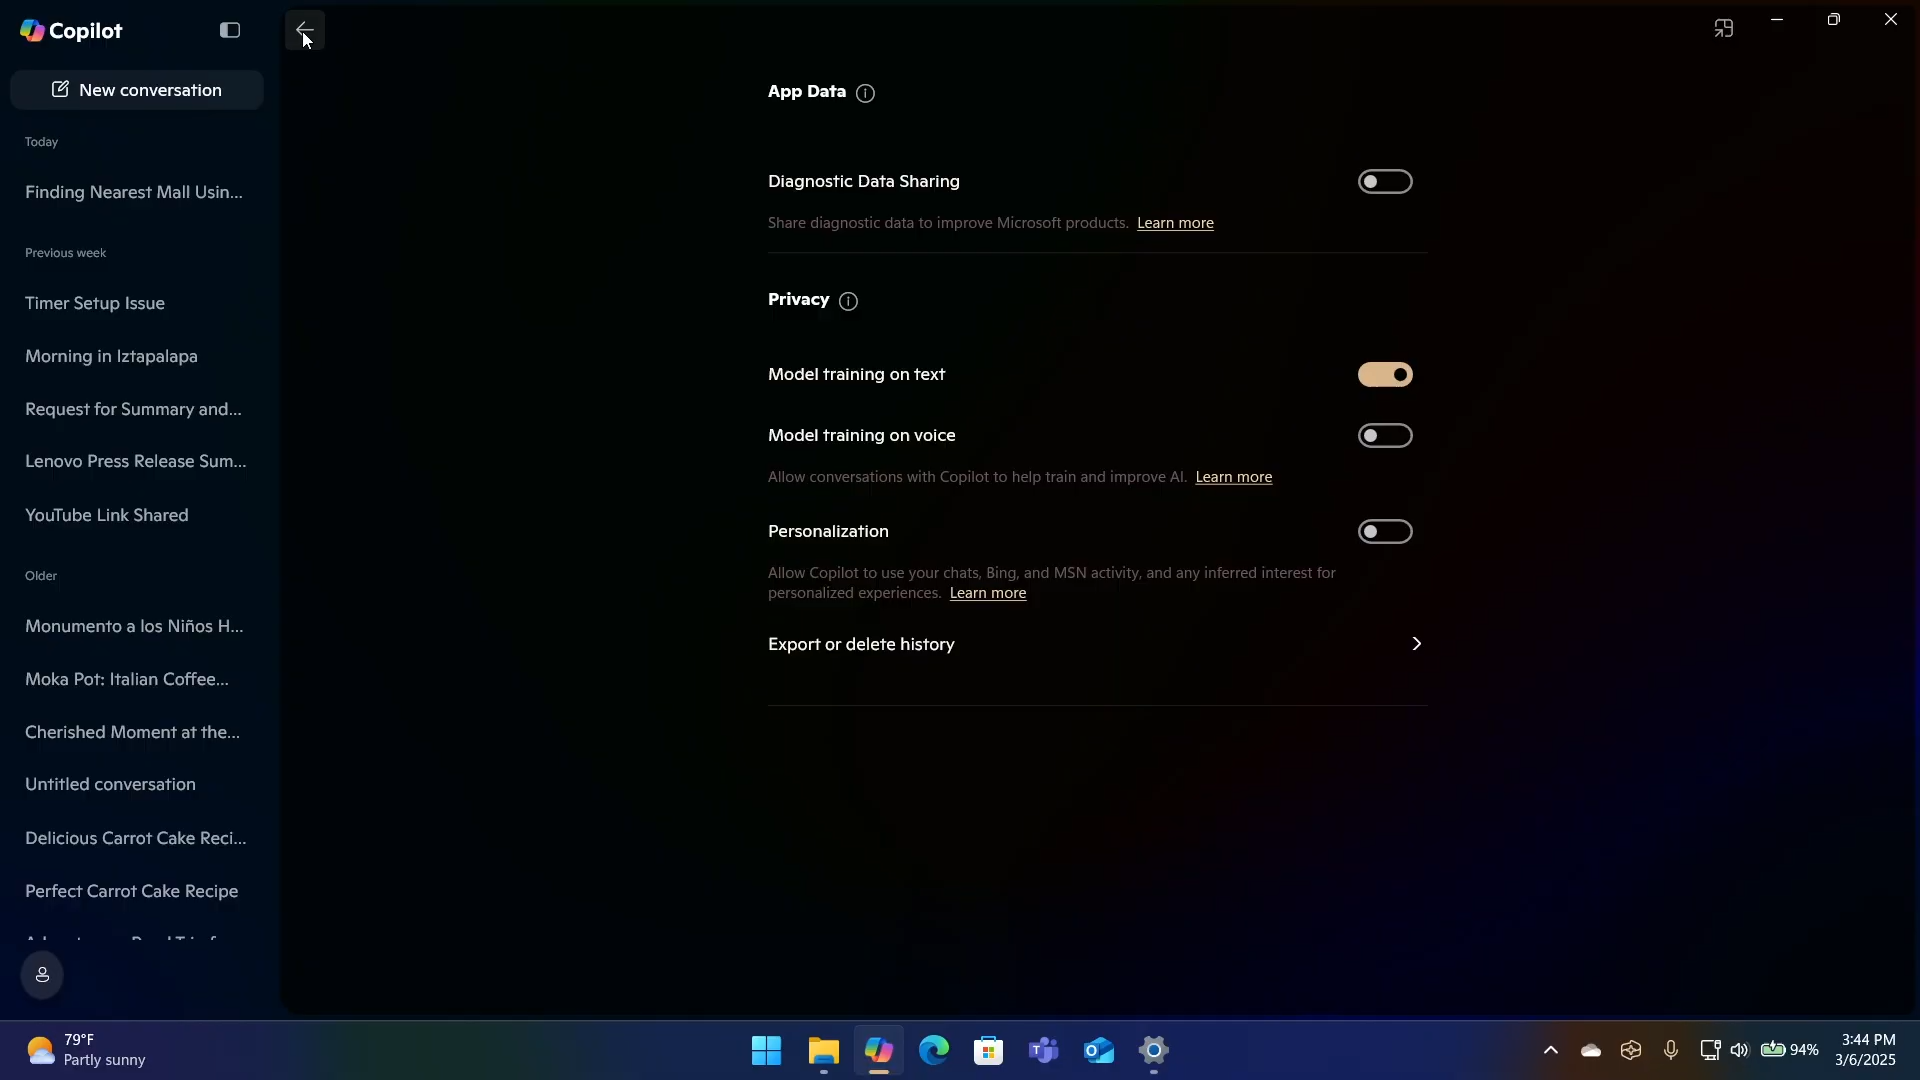 Copilot
New conversation
Today
Finding Nearest Mall Usin...
Previous week
Timer Setup Issue
Morning in Iztapalapa
Request for Summary and...
Lenovo Press Release Sum...
YouTube Link Shared
Older
Monumento a los Niños H...
Moka Pot: Italian Coffee...
Cherished Moment at the...
Untitled conversation
Delicious Carrot Cake Reci...
Perfect Carrot Cake Recipe
App Data
Diagnostic Data Sharing
Share diagnostic data to improve Microsoft products. Learn more
Privacy
Model training on text
Model training on voice
Allow conversations with Copilot to help train and improve AI. Learn more
Personalization
Allow Copilot to use your chats, Bing, and MSN activity, and any inferred interest for
personalized experiences. Learn more
Export or delete history
79°F
Partly sunny
94%
3:44 PM
3/6/2025